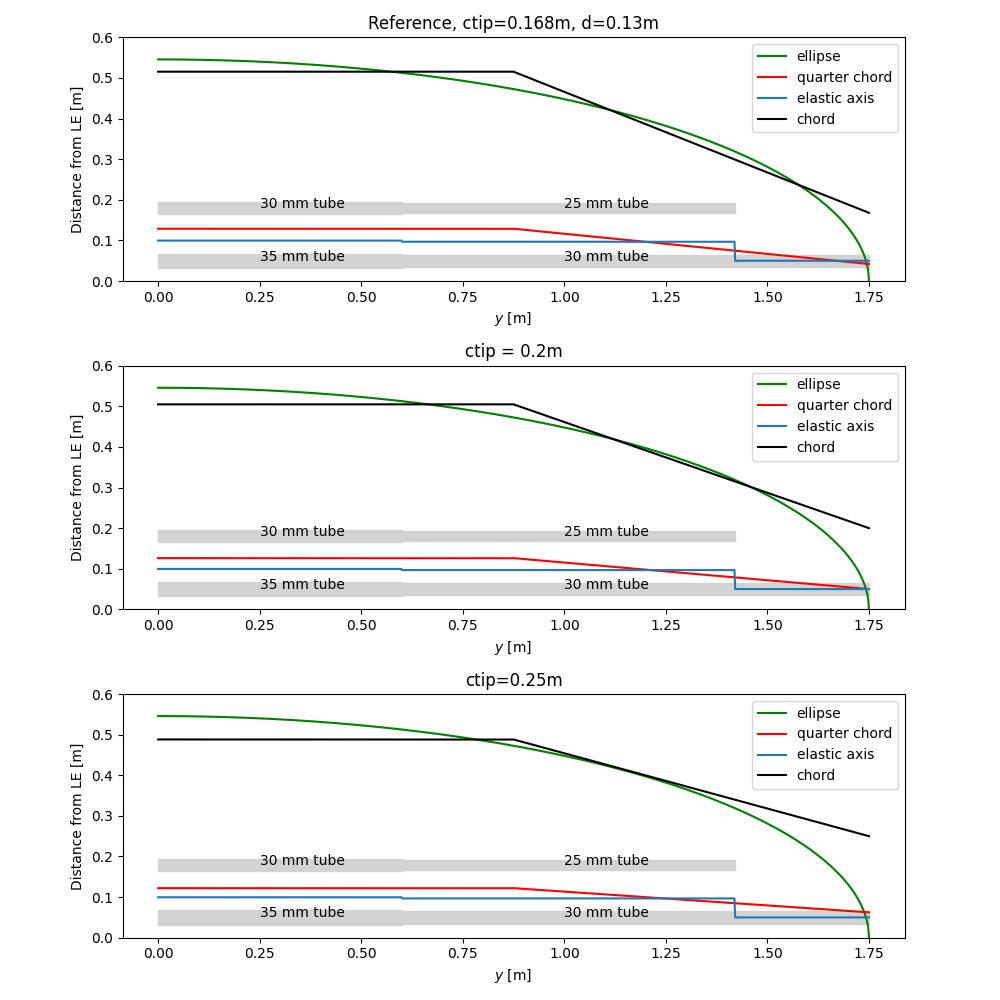 Reference, ctip=0.168m, d=0.13m
0.6
0.5
0.4
0.3
0.2
0.1
0.0
Distance from LE [m]
ellipse
quarter chord
elastic axis
chord
30 mm tube
25 mm tube
35 mm tube
30 mm tube
0.00 0.25 0.50 0.75 1.00 1.25 1.50 1.75
y [m]
ctip = 0.2m
0.6
0.5
0.4
0.3
0.2
0.1
0.0
Distance from LE [m]
ellipse
quarter chord
elastic axis
chord
30 mm tube
25 mm tube
35 mm tube
30 mm tube
0.00 0.25 0.50 0.75 1.00 1.25 1.50 1.75
y [m]
ctip=0.25m
0.6
0.5
0.4
0.3
0.2
0.1
0.0
Distance from LE [m]
ellipse
quarter chord
elastic axis
chord
30 mm tube
25 mm tube
35 mm tube
30 mm tube
0.00 0.25 0.50 0.75 1.00 1.25 1.50 1.75
y [m]